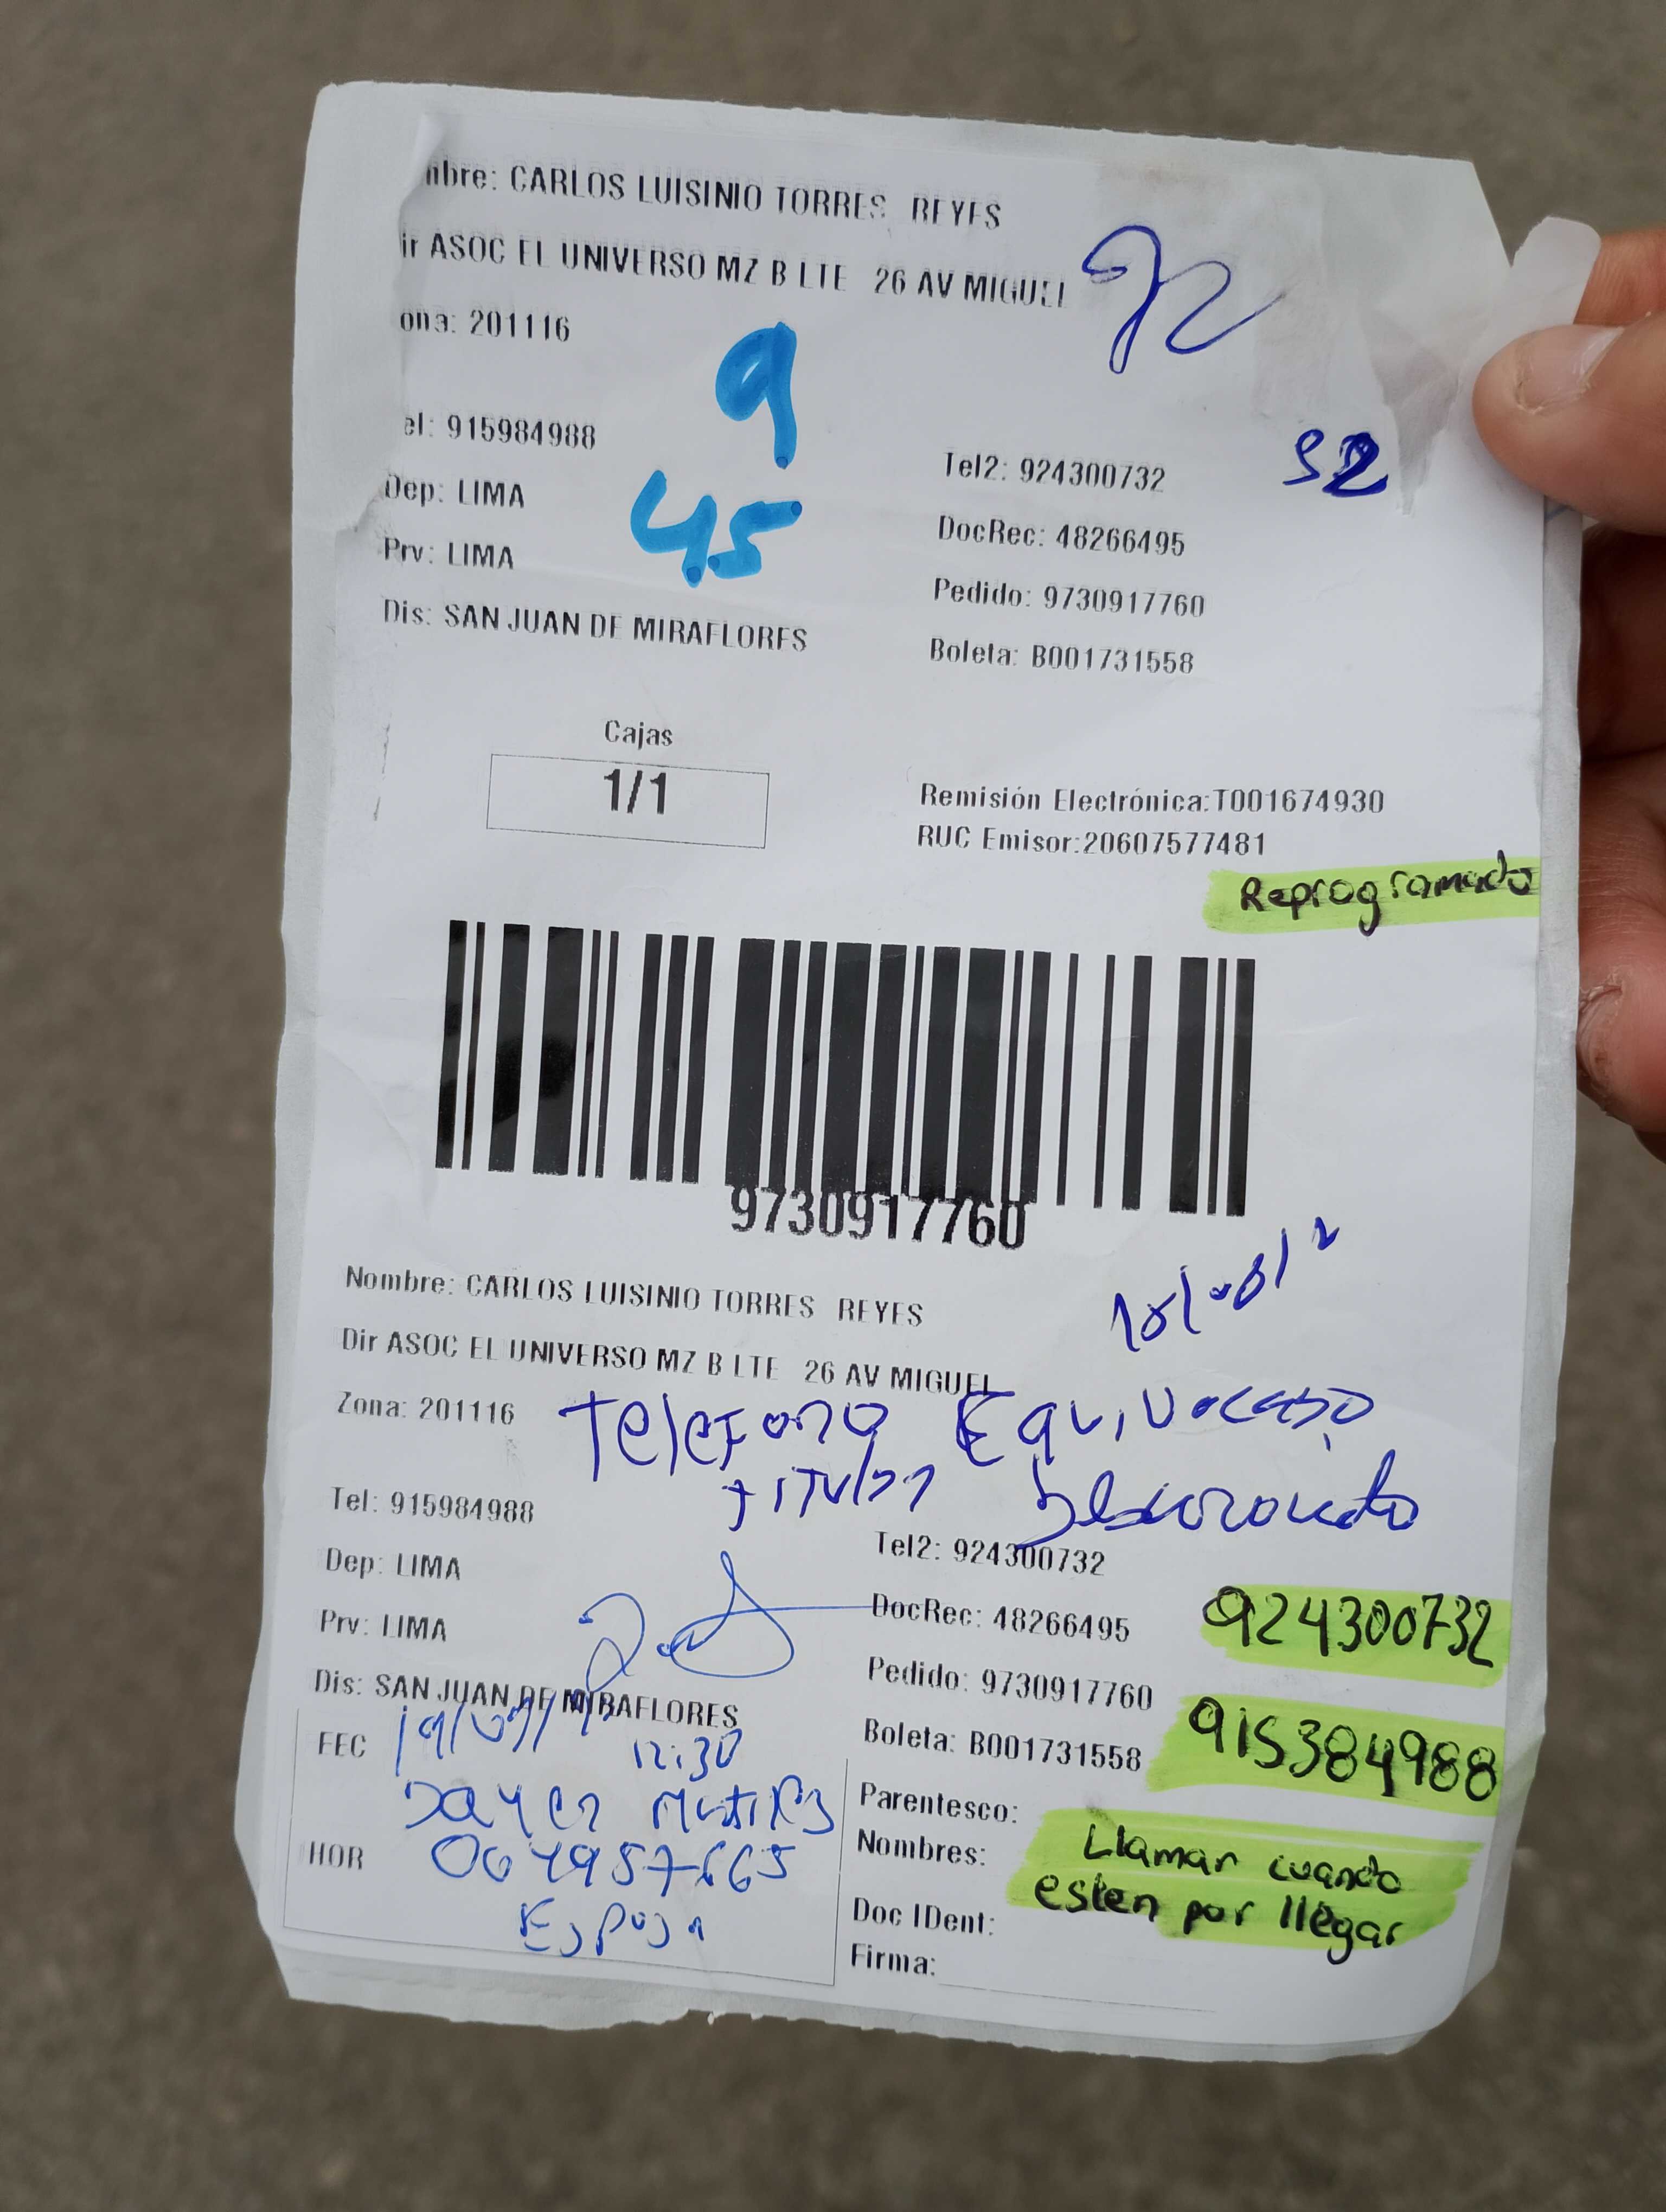 nbre: CARLOS LUISINIO TORRES REYES
ir ASOC EL UNIVERSO MZ B LTE 26 AV MIGUEL
ona: 201116
9
45
52
el: 915984988
Tel2: 924300732
Dep: LIMA
DocRec: 48266495
Prv: LIMA
Pedido: 9730917760
Dis: SAN JUAN DE MIRAFLORES
Boleta: B001731558
Cajas
1/1
Remisión Electrónica:T001674930
RUC Emisor:20607577481
Reprogramado
9730917760
Nombre: CARLOS LUISINIO TORRES REYES
Dir ASOC EL UNIVERSO MZ B LTE 26 AV MIGUEL
Zona: 201116
Telefono Equivocado
Tel: 915984988
Tel2: 924300732
Dep: LIMA
DocRec: 48266495
924300732
Prv: LIMA
Pedido: 9730917760
Dis: SAN JUAN DE MIRAFLORES
Boleta: B001731558
915384988
FEC
12:30
Parentesco:
Nombres:
Llamar cuando
esten por llegar
HOR
Esposa
Doc IDent:
Firma: